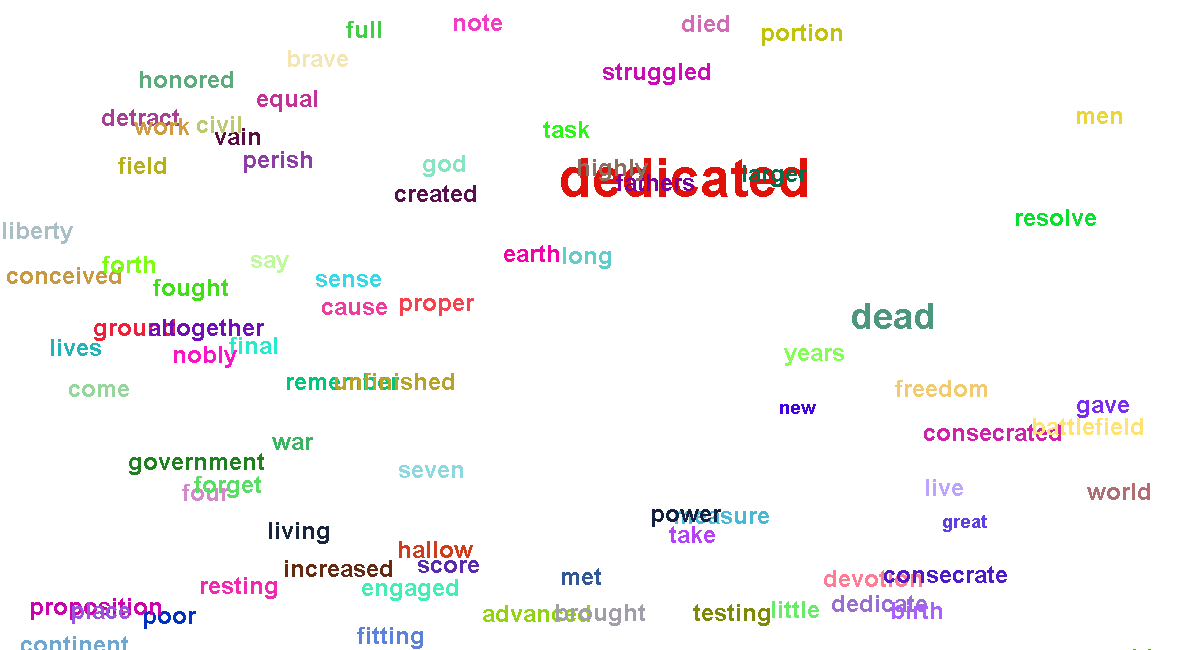 full note died portion
brave
struggled
honored
equal
men
detract work civil
vain
task
field perish god
highly
dedicated
larger
fathers
created
resolve
liberty
say earth long
forth
conceived
sense
fought
cause proper
dead
ground altogether
lives nobly final
years
remember unfinished
come freedom
new gave
battlefield
consecrated
war
government seven
forget
four live world
power measure
great
living take
hallow
increased score
met devotion consecrate
resting engaged
proposition place dedicate
birth
poor advanced brought testing little
fitting
continent